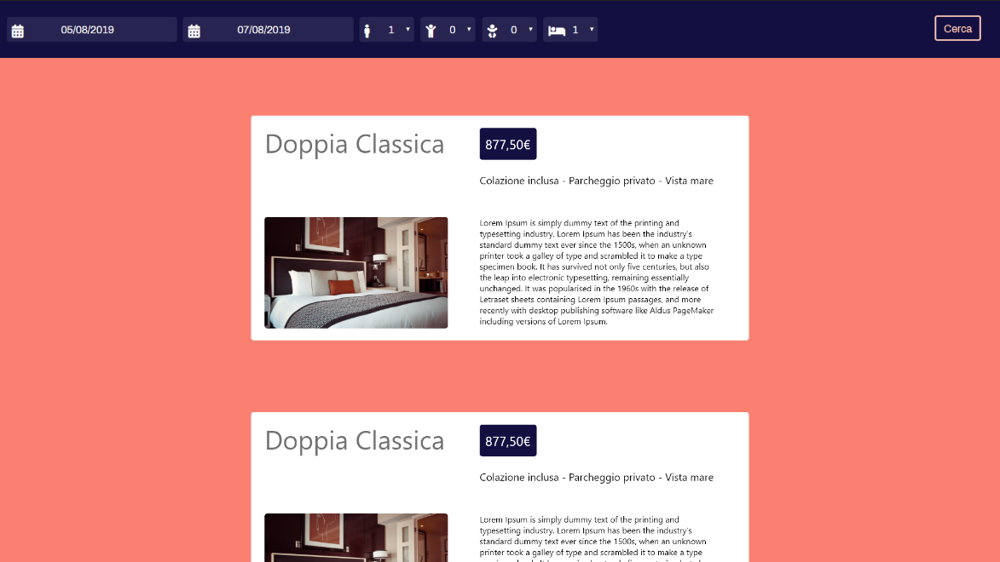 05/08/2019 07/08/2019 1 0 0 1 Cerca
Doppia Classica
877,50€
Colazione inclusa - Parcheggio privato - Vista mare
Lorem Ipsum is simply dummy text of the printing and
typesetting industry. Lorem Ipsum has been the industry's
standard dummy text ever since the 1500s, when an unknown
printer took a galley of type and scrambled it to make a type
specimen book. It has survived not only five centuries, but also
the leap into electronic typesetting, remaining essentially
unchanged. It was popularised in the 1960s with the release of
Letraset sheets containing Lorem Ipsum passages, and more
recently with desktop publishing software like Aldus PageMaker
including versions of Lorem Ipsum.
Doppia Classica
877,50€
Colazione inclusa - Parcheggio privato - Vista mare
Lorem Ipsum is simply dummy text of the printing and
typesetting industry. Lorem Ipsum has been the industry's
standard dummy text ever since the 1500s, when an unknown
printer took a galley of type and scrambled it to make a type